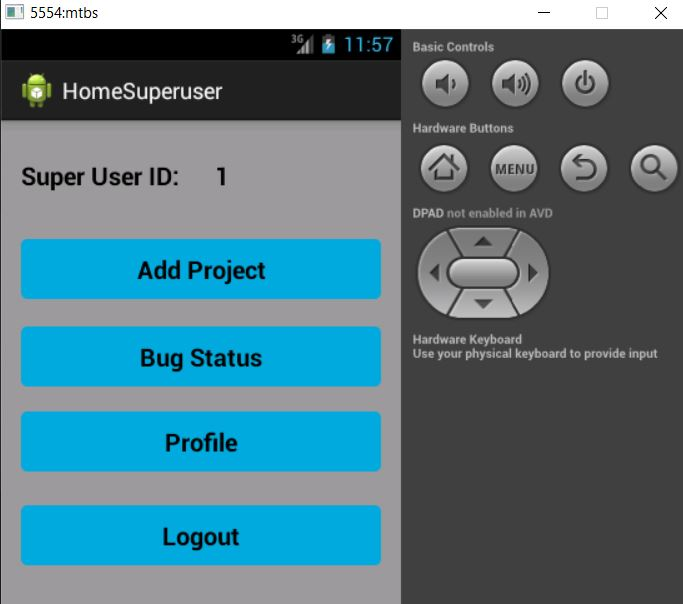 5554:mtbs
3G 11:57
HomeSuperuser
Super User ID: 1
Add Project
Bug Status
Profile
Logout
Basic Controls
Hardware Buttons
MENU
DPAD not enabled in AVD
Hardware Keyboard
Use your physical keyboard to provide input